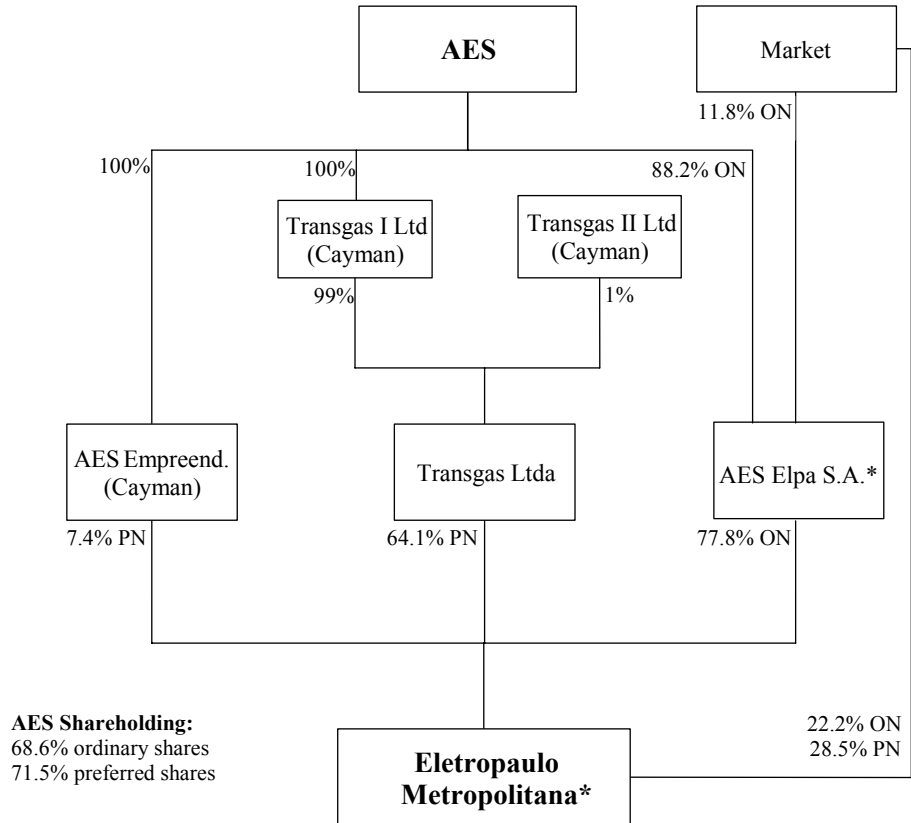 AES
Market
11.8% ON
100%
100%
88.2% ON
Transgas I Ltd
(Cayman)
Transgas II Ltd
(Cayman)
99%
1%
AES Empreend.
(Cayman)
Transgas Ltda
AES Elpa S.A.*
7.4% PN
64.1% PN
77.8% ON
AES Shareholding:
68.6% ordinary shares
71.5% preferred shares
22.2% ON
28.5% PN
Eletropaulo
Metropolitana*